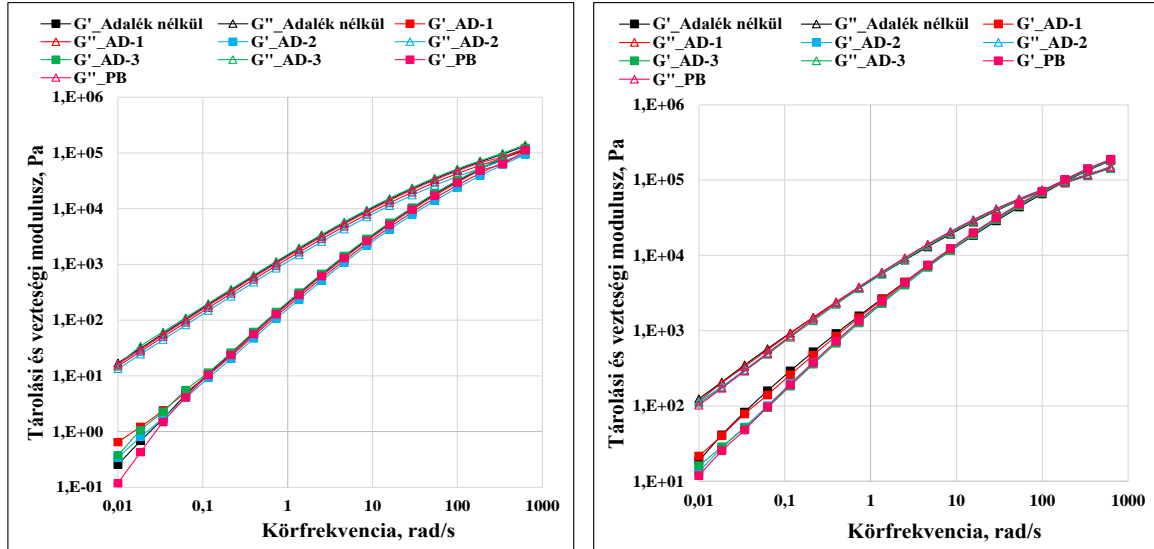 G'_Adalék nélkül G"_Adalék nélkül G'_AD-1
G"_AD-1 G'_AD-2 G"_AD-2
G'_AD-3 G"_AD-3 G'_PB
G"_PB
Tárolási és vezteségi modulusz, Pa
1,E+06
1,E+05
1,E+04
1,E+03
1,E+02
1,E+01
1,E+00
1,E-01
0,01 0,1 1 10 100 1000
Körfrekvencia, rad/s
G'_Adalék nélkül G"_Adalék nélkül G'_AD-1
G"_AD-1 G'_AD-2 G"_AD-2
G'_AD-3 G"_AD-3 G'_PB
G"_PB
Tárolási és vezteségi modulusz, Pa
1,E+06
1,E+05
1,E+04
1,E+03
1,E+02
1,E+01
0,01 0,1 1 10 100 1000
Körfrekvencia, rad/s